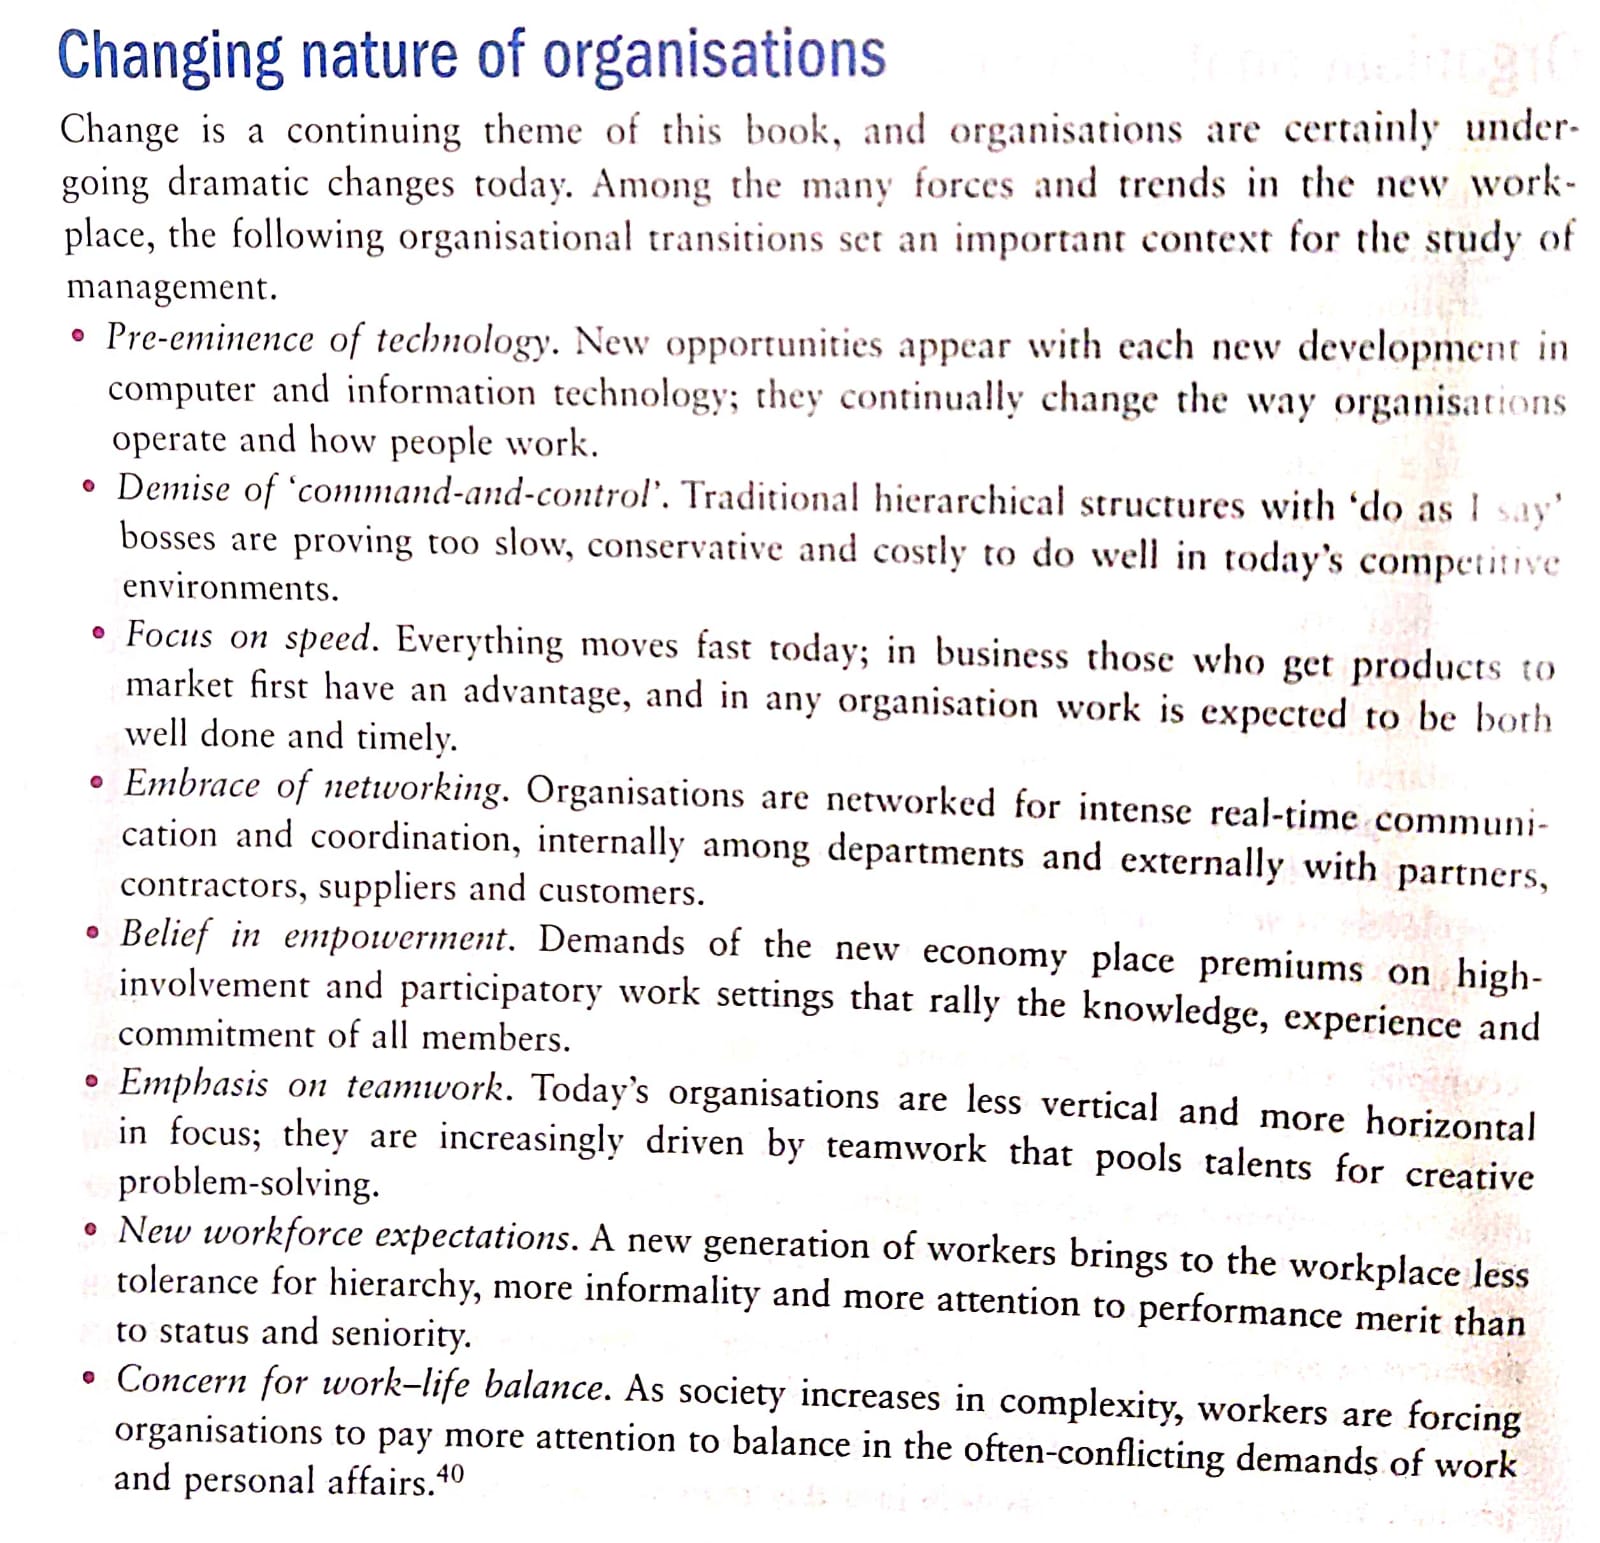 Changing nature of organisations
Change is a continuing theme of this book, and organisations are certainly under-
going dramatic changes today. Among the many forces and trends in the new work-
place, the following organisational transitions set an important context for the study of
management.
• Pre-eminence of technology. New opportunities appear with each new development in
computer and information technology; they continually change the way organisations
operate and how people work.
• Demise of ‘command-and-control’. Traditional hierarchical structures with ‘do as I say’
bosses are proving too slow, conservative and costly to do well in today’s competitive
environments.
• Focus on speed. Everything moves fast today; in business those who get products to
market first have an advantage, and in any organisation work is expected to be both
well done and timely.
• Embrace of networking. Organisations are networked for intense real-time communi-
cation and coordination, internally among departments and externally with partners,
contractors, suppliers and customers.
• Belief in empowerment. Demands of the new economy place premiums on high-
involvement and participatory work settings that rally the knowledge, experience and
commitment of all members.
• Emphasis on teamwork. Today’s organisations are less vertical and more horizontal
in focus; they are increasingly driven by teamwork that pools talents for creative
problem-solving.
• New workforce expectations. A new generation of workers brings to the workplace less
tolerance for hierarchy, more informality and more attention to performance merit than
to status and seniority.
• Concern for work–life balance. As society increases in complexity, workers are forcing
organisations to pay more attention to balance in the often-conflicting demands of work
and personal affairs.⁴⁰